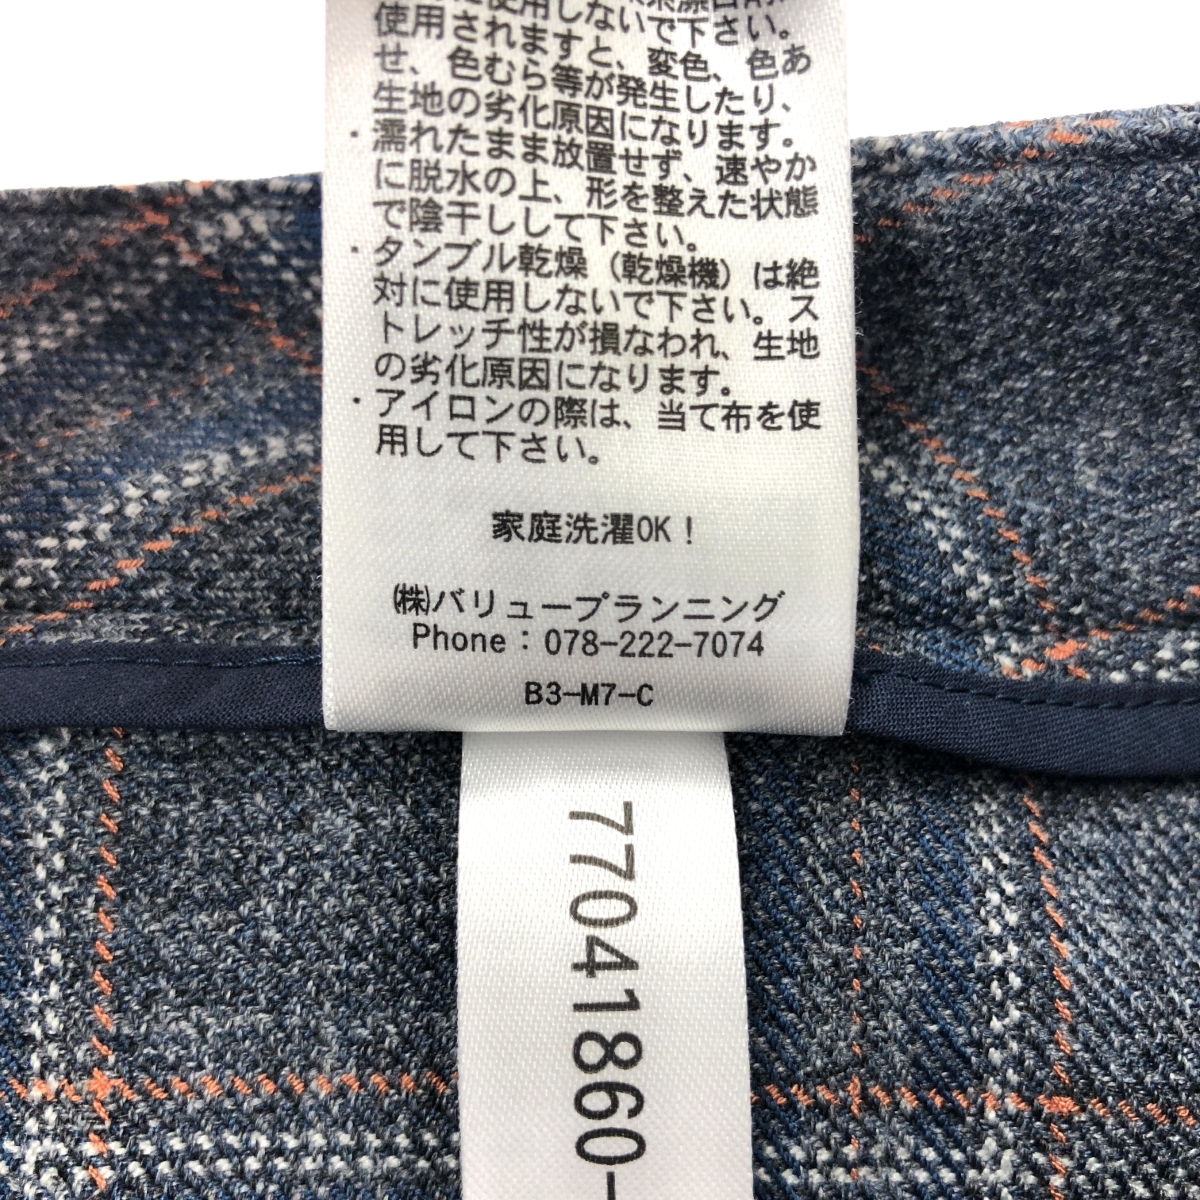 使用しないで下さい。
使用されますと、変色、色あ
せ、色むら等が発生したり、
生地の劣化原因になります。
・濡れたまま放置せず、速やか
に脱水の上、形を整えた状態
で陰干しして下さい。
・タンブル乾燥（乾燥機）は絶
対に使用しないで下さい。ス
トレッチ性が損なわれ、生地
の劣化原因になります。
・アイロンの際は、当て布を使
用して下さい。
家庭洗濯OK！
㈱バリュープランニング
Phone：078-222-7074
B3-M7-C
77041860-